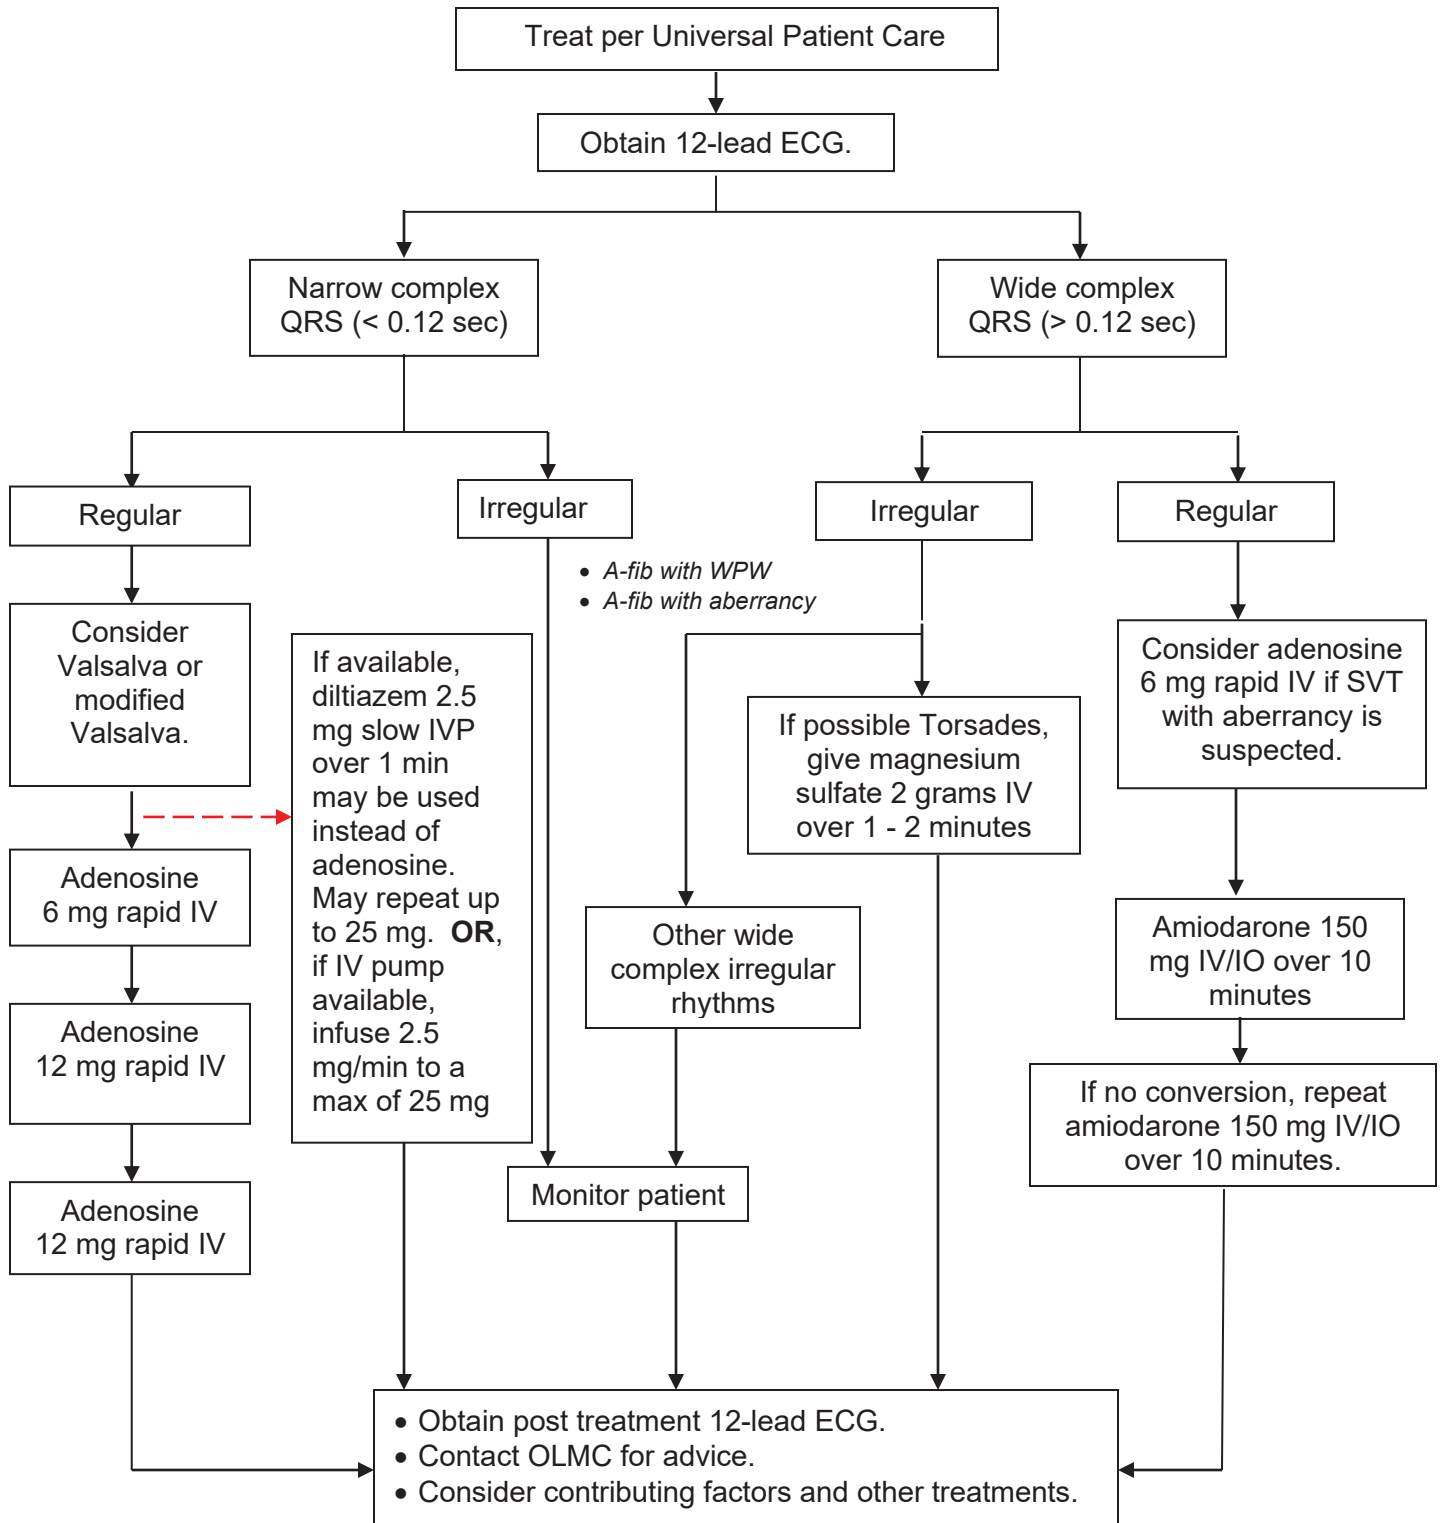 Treat per Universal Patient Care
Obtain 12-lead ECG.
Narrow complex
QRS (< 0.12 sec)
Wide complex
QRS (> 0.12 sec)
Regular
Irregular
Irregular
Regular
• A-fib with WPW
• A-fib with aberrancy
Consider
Valsalva or
modified
Valsalva.
If available,
diltiazem 2.5
mg slow IVP
over 1 min
may be used
instead of
adenosine.
May repeat up
to 25 mg. OR,
if IV pump
available,
infuse 2.5
mg/min to a
max of 25 mg
If possible Torsades,
give magnesium
sulfate 2 grams IV
over 1 - 2 minutes
Consider adenosine
6 mg rapid IV if SVT
with aberrancy is
suspected.
Adenosine
6 mg rapid IV
Other wide
complex irregular
rhythms
Amiodarone 150
mg IV/IO over 10
minutes
Adenosine
12 mg rapid IV
If no conversion, repeat
amiodarone 150 mg IV/IO
over 10 minutes.
Adenosine
12 mg rapid IV
Monitor patient
• Obtain post treatment 12-lead ECG.
• Contact OLMC for advice.
• Consider contributing factors and other treatments.